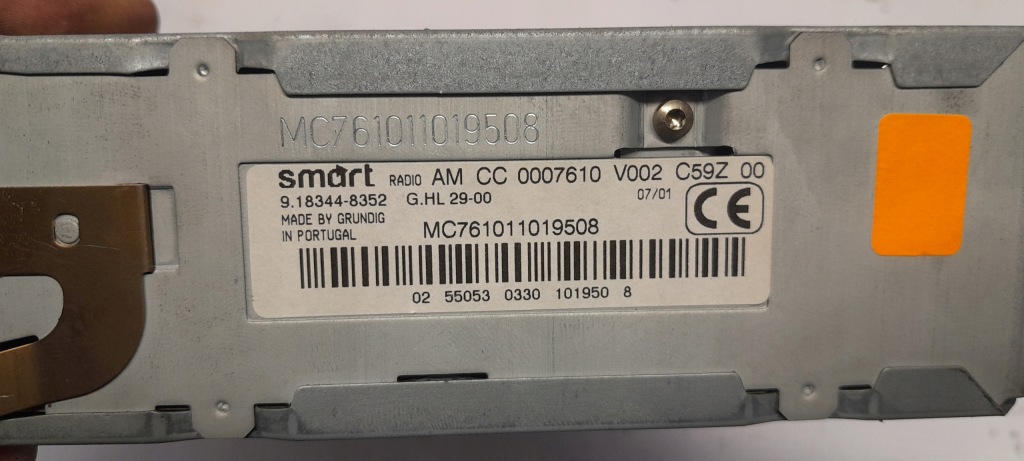 MC761011019508
smart RADIO AM CC 0007610 V002 C59Z 00
9.18344-8352 G.HL 29-00 07/01
MADE BY GRUNDIG
IN PORTUGAL
CE
MC761011019508
02 55053 0330 101950 8